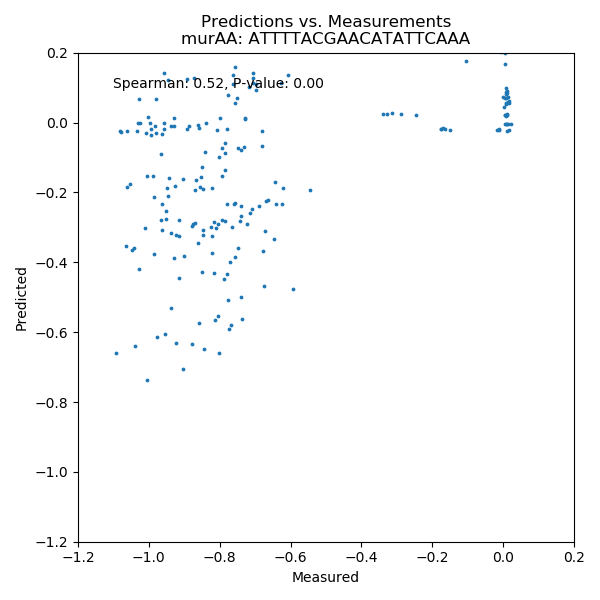 Predictions vs. Measurements
murAA: ATTTTACGAACATATTCAAA
Spearman: 0.52, P-value: 0.00
Predicted
0.2
0.0
−0.2
−0.4
−0.6
−0.8
−1.0
−1.2
−1.2 −1.0 −0.8 −0.6 −0.4 −0.2 0.0 0.2
Measured